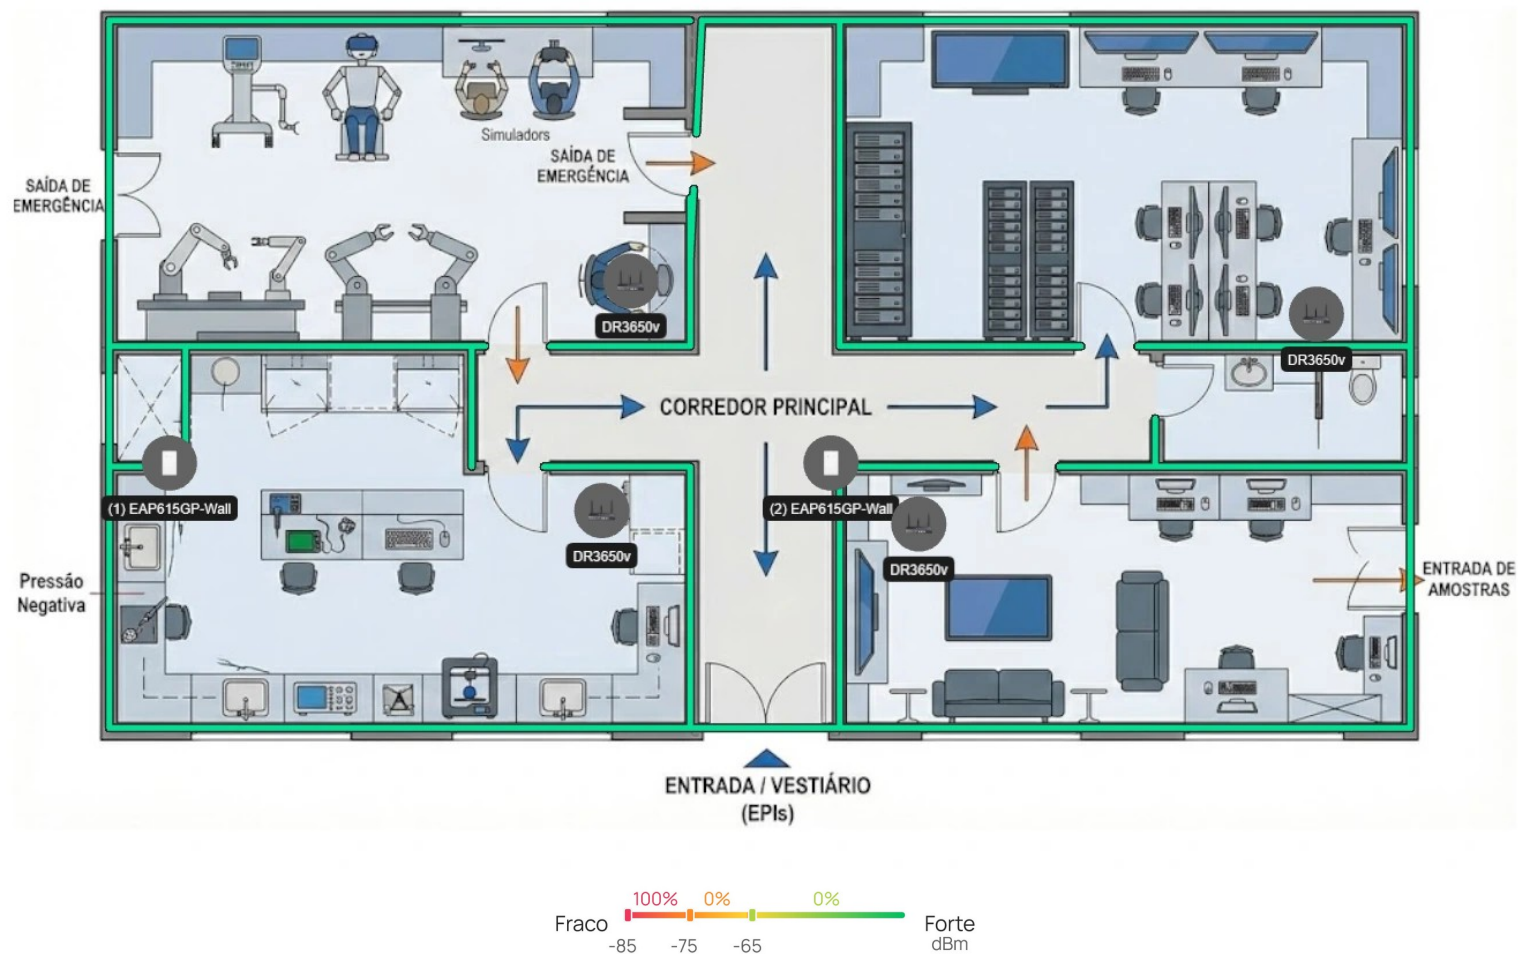 Simuladors
SAÍDA DE
EMERGÊNCIA
SAÍDA DE
EMERGÊNCIA
DR3650v
DR3650v
CORREDOR PRINCIPAL
(1) EAP615GP-Wall
(2) EAP615GP-Wall
DR3650v
DR3650v
Pressão
Negativa
ENTRADA DE
AMOSTRAS
ENTRADA / VESTIÁRIO
(EPIs)
100% 0% 0%
Fraco Forte
-85 -75 -65 dBm